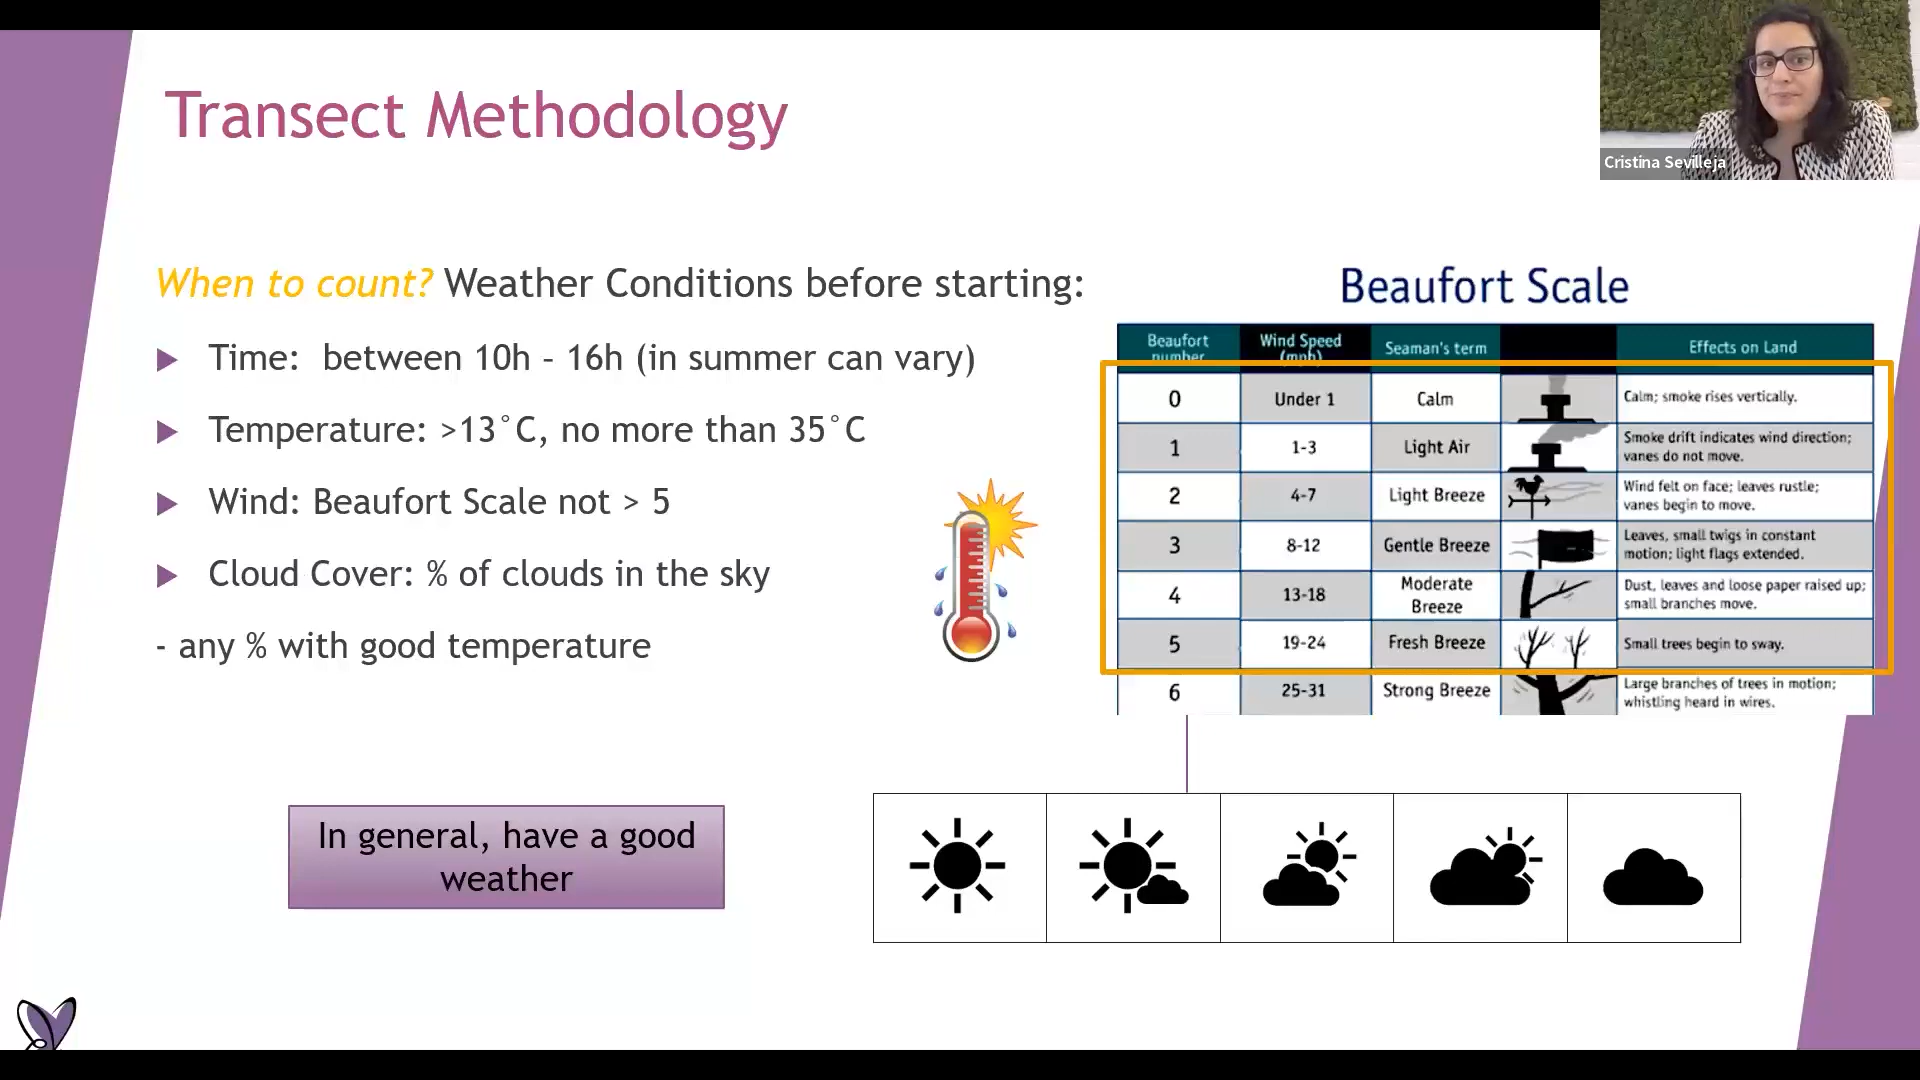 Transect Methodology
Cristina Sevilleja
When to count? Weather Conditions before starting:
Time: between 10h – 16h (in summer can vary)
Temperature: >13°C, no more than 35°C
Wind: Beaufort Scale not > 5
Cloud Cover: % of clouds in the sky
- any % with good temperature
In general, have a good
weather
Beaufort Scale
Beaufort number Wind Speed (mph) Seaman's term Effects on Land
0 Under 1 Calm Calm; smoke rises vertically.
1 1-3 Light Air Smoke drift indicates wind direction; vanes do not move.
2 4-7 Light Breeze Wind felt on face; leaves rustle; vanes begin to move.
3 8-12 Gentle Breeze Leaves, small twigs in constant motion; light flags extended.
4 13-18 Moderate Breeze Dust, leaves and loose paper raised up; small branches move.
5 19-24 Fresh Breeze Small trees begin to sway.
6 25-31 Strong Breeze Large branches of trees in motion; whistling heard in wires.